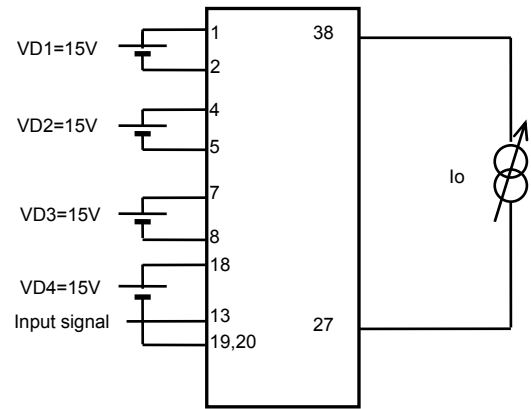 1
38
VD1=15V
2
4
VD2=15V
5
7
Io
VD3=15V
8
18
VD4=15V
Input signal
13
27
19,20